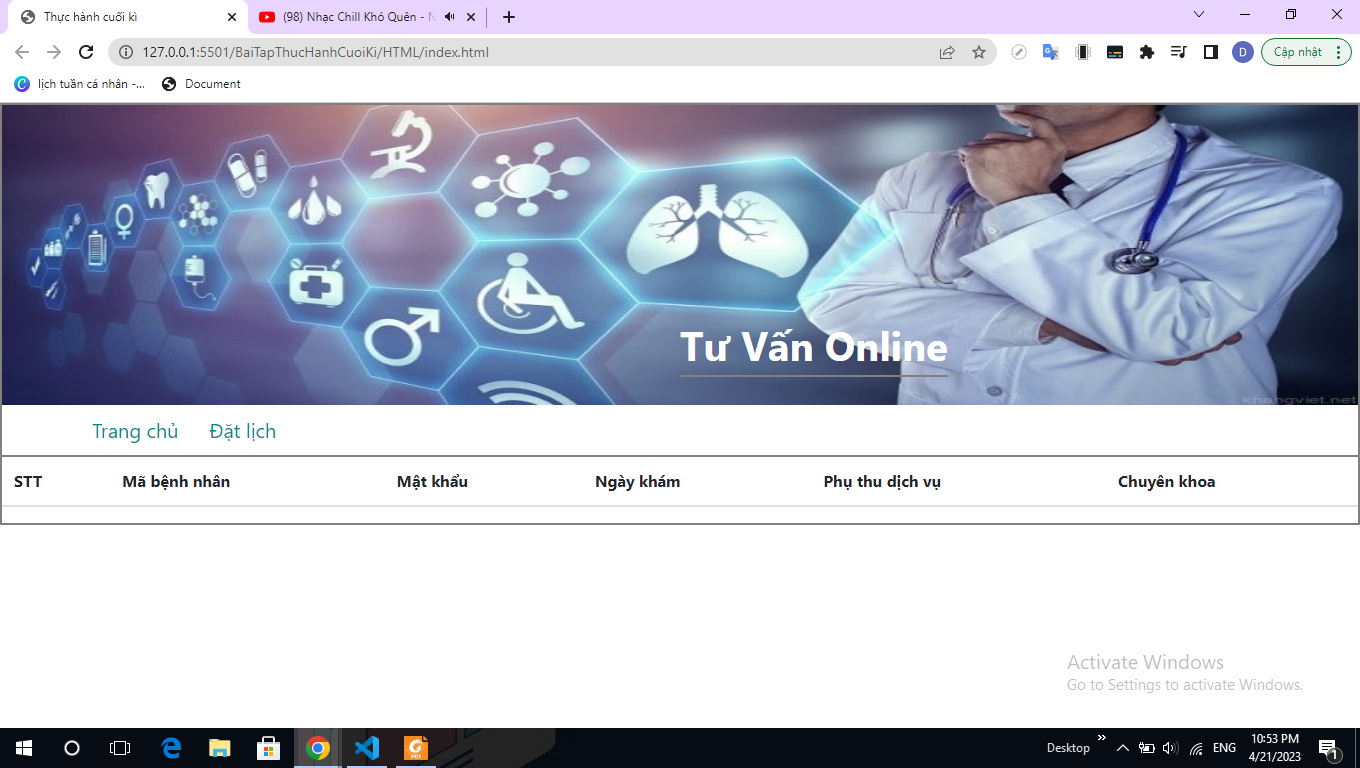 Thực hành cuối kì
(98) Nhạc Chill Khó Quên - N
127.0.0.1:5501/BaiTapThucHanhCuoiKi/HTML/index.html
D
Cập nhật
lịch tuần cá nhân -...
Document
Tư Vấn Online
khangviet.net
Trang chủ
Đặt lịch
STT
Mã bệnh nhân
Mật khẩu
Ngày khám
Phụ thu dịch vụ
Chuyên khoa
Activate Windows
Go to Settings to activate Windows.
PDF
Desktop
ENG
10:53 PM
4/21/2023
1